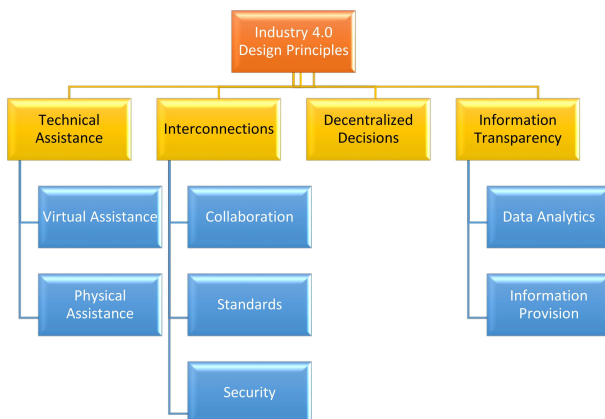 Industry 4.0
Design Principles
Technical
Assistance
Interconnections
Decentralized
Decisions
Information
Transparency
Virtual Assistance
Collaboration
Data Analytics
Physical
Assistance
Standards
Information
Provision
Security